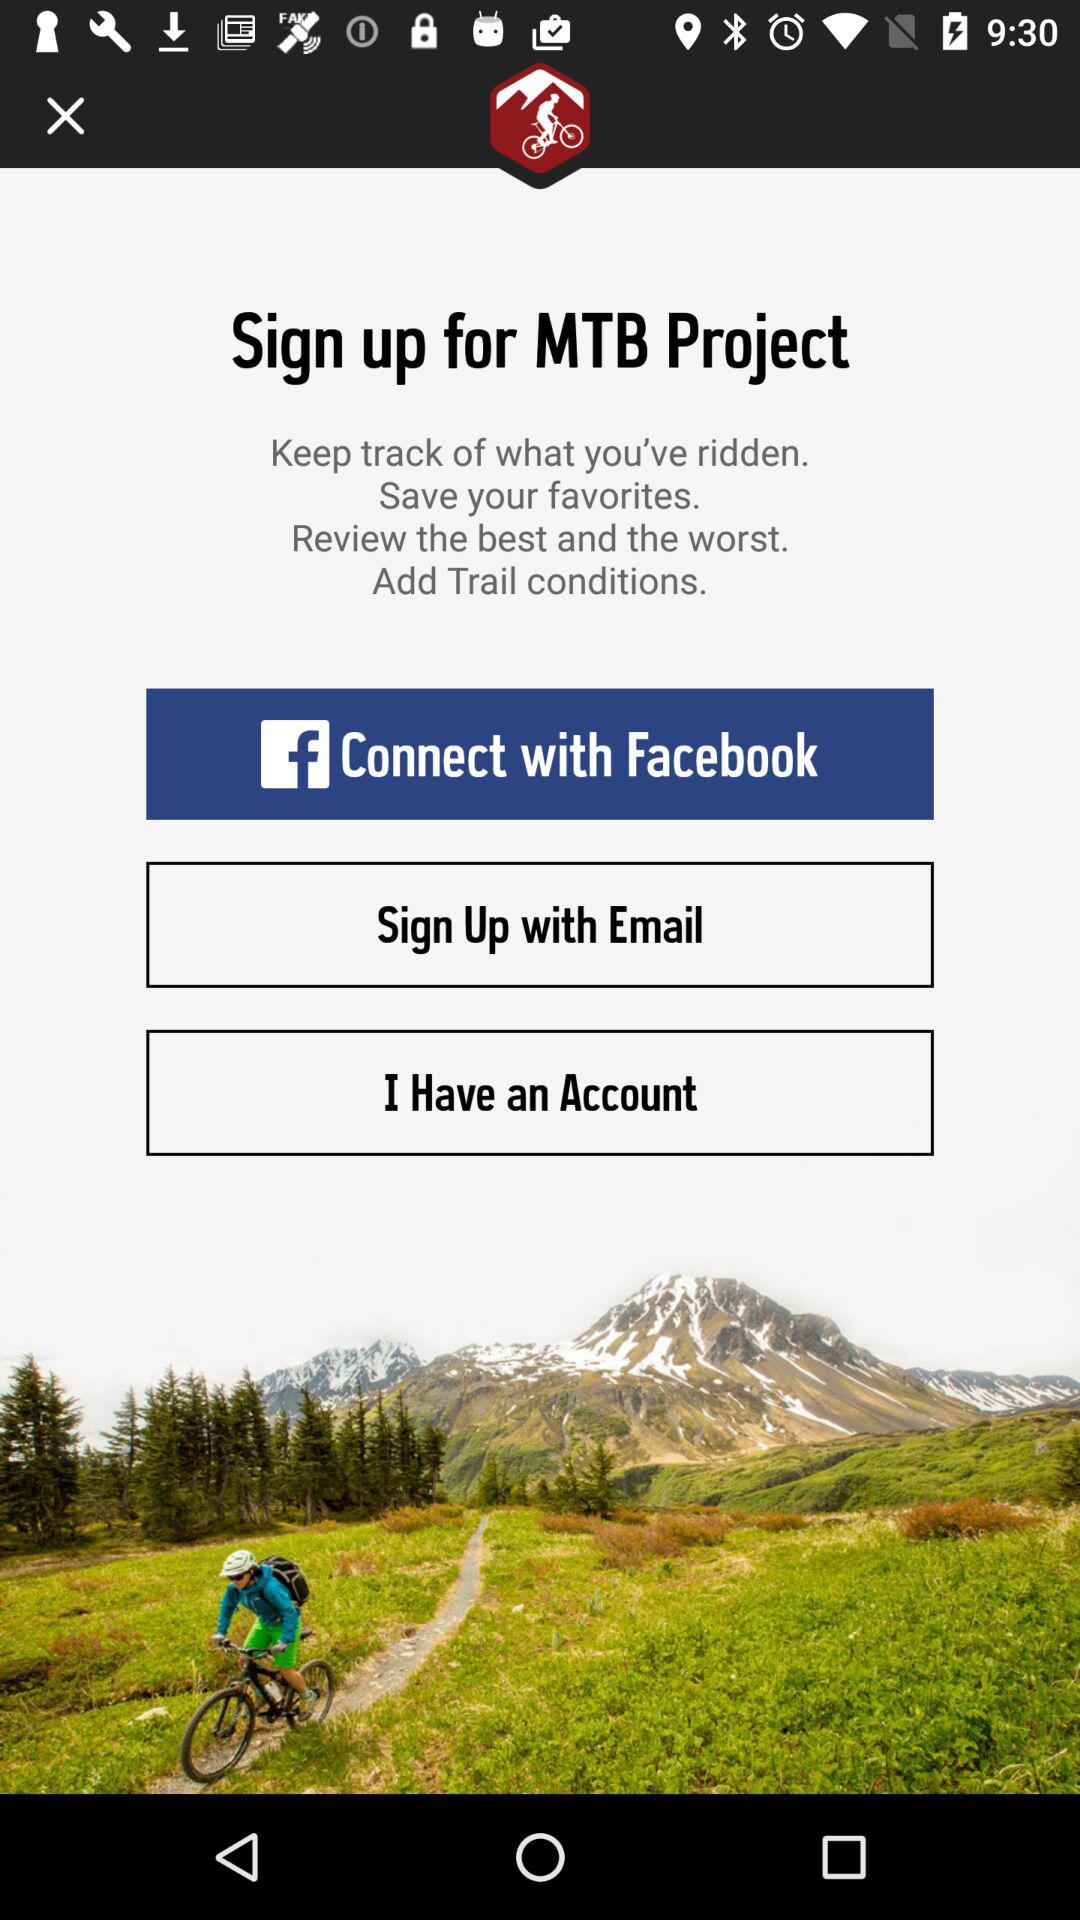 FAKE
9:30
Sign up for MTB Project
Keep track of what you’ve ridden.
Save your favorites.
Review the best and the worst.
Add Trail conditions.
f Connect with Facebook
Sign Up with Email
I Have an Account